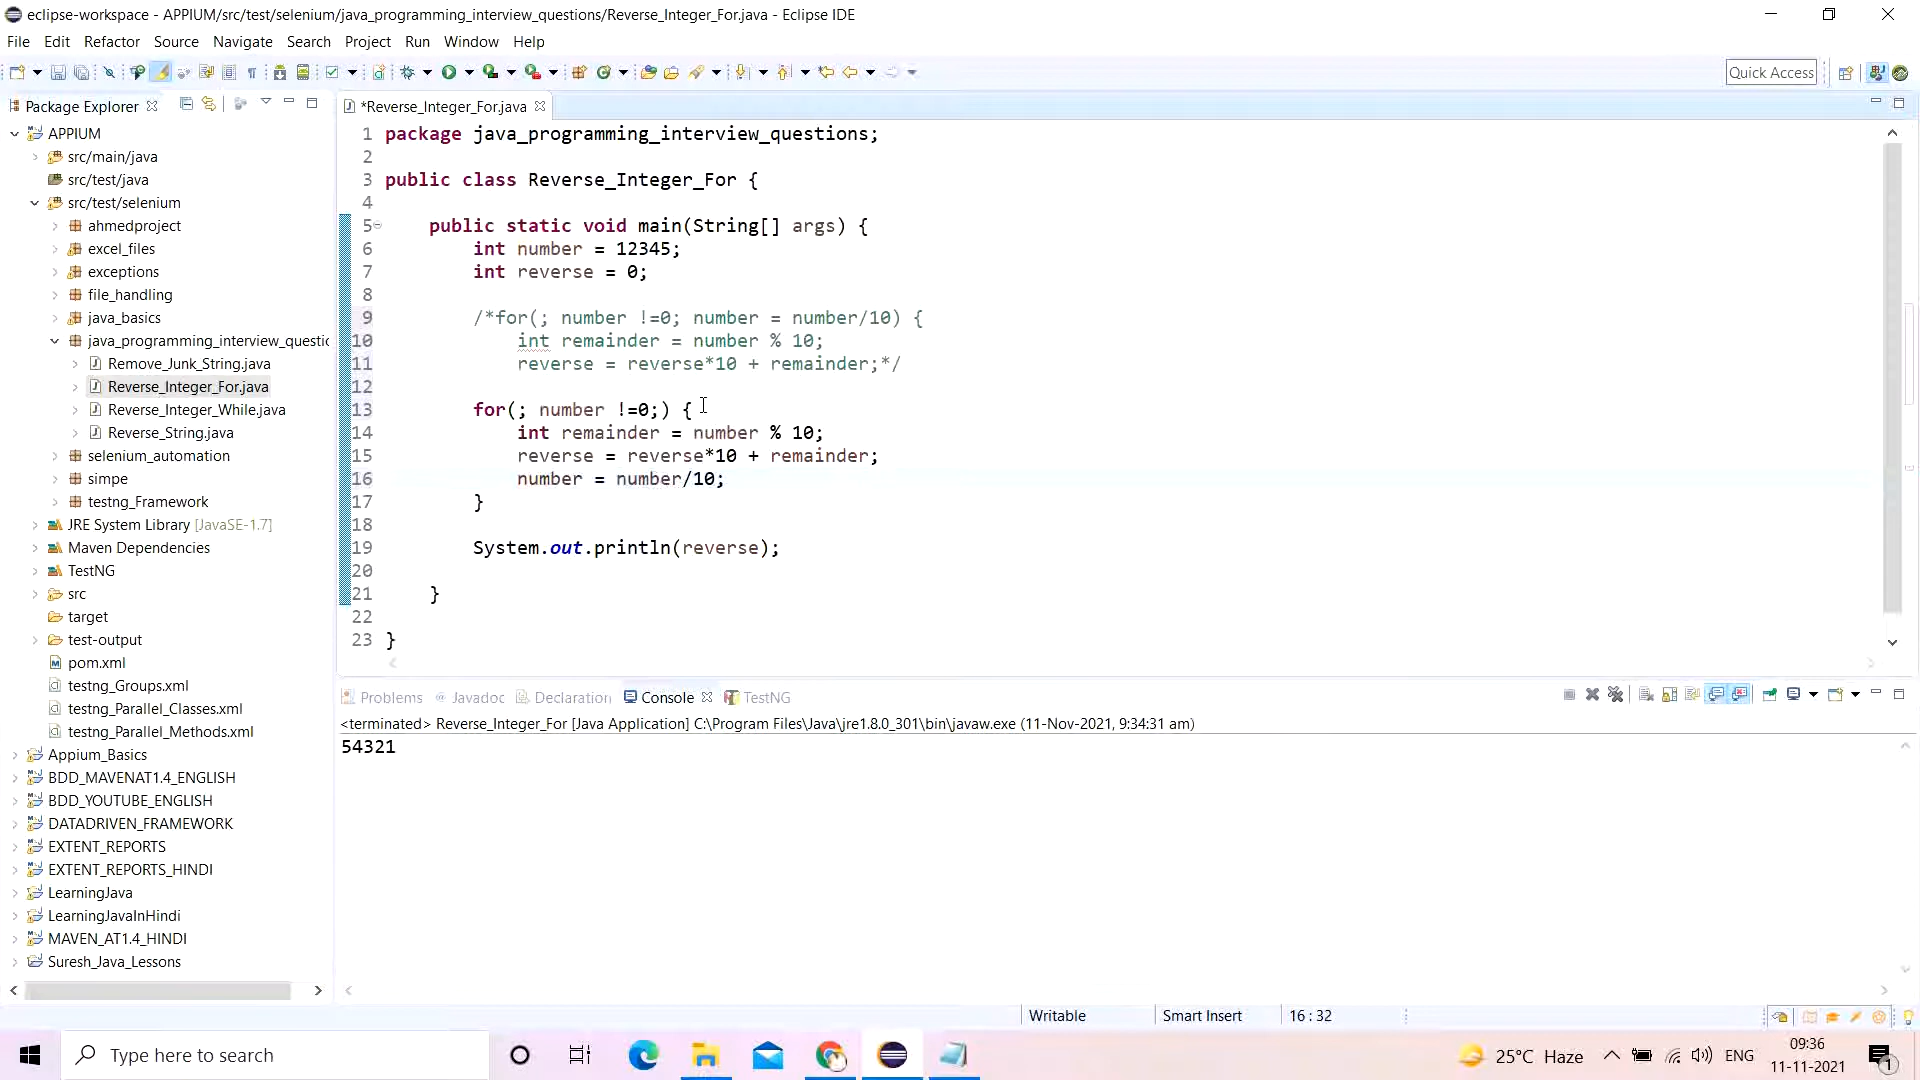 eclipse-workspace - APPIUM/src/test/selenium/java_programming_interview_questions/Reverse_Integer_For.java - Eclipse IDE
File Edit Refactor Source Navigate Search Project Run Window Help
Quick Access
Package Explorer
*Reverse_Integer_For.java
APPIUM
src/main/java
src/test/java
src/test/selenium
ahmedproject
excel_files
exceptions
file_handling
java_basics
java_programming_interview_questic
Remove_Junk_String.java
Reverse_Integer_For.java
Reverse_Integer_While.java
Reverse_String.java
selenium_automation
simpe
testng_Framework
JRE System Library [JavaSE-1.7]
Maven Dependencies
TestNG
src
target
test-output
pom.xml
testng_Groups.xml
testng_Parallel_Classes.xml
testng_Parallel_Methods.xml
Appium_Basics
BDD_MAVENAT1.4_ENGLISH
BDD_YOUTUBE_ENGLISH
DATADRIVEN_FRAMEWORK
EXTENT_REPORTS
EXTENT_REPORTS_HINDI
LearningJava
LearningJavaInHindi
MAVEN_AT1.4_HINDI
Suresh_Java_Lessons
1 package java_programming_interview_questions;
2
3 public class Reverse_Integer_For {
4
5 public static void main(String[] args) {
6 int number = 12345;
7 int reverse = 0;
8
9 /*for(; number !=0; number = number/10) {
10 int remainder = number % 10;
11 reverse = reverse*10 + remainder;*/
12
13 for(; number !=0;) {
14 int remainder = number % 10;
15 reverse = reverse*10 + remainder;
16 number = number/10;
17 }
18
19 System.out.println(reverse);
20
21 }
22
23 }
Problems Javadoc Declaration Console TestNG
<terminated> Reverse_Integer_For [Java Application] C:\Program Files\Java\jre1.8.0_301\bin\javaw.exe (11-Nov-2021, 9:34:31 am)
54321
Writable Smart Insert 16 : 32
Type here to search
25°C Haze
ENG
09:36
11-11-2021
1